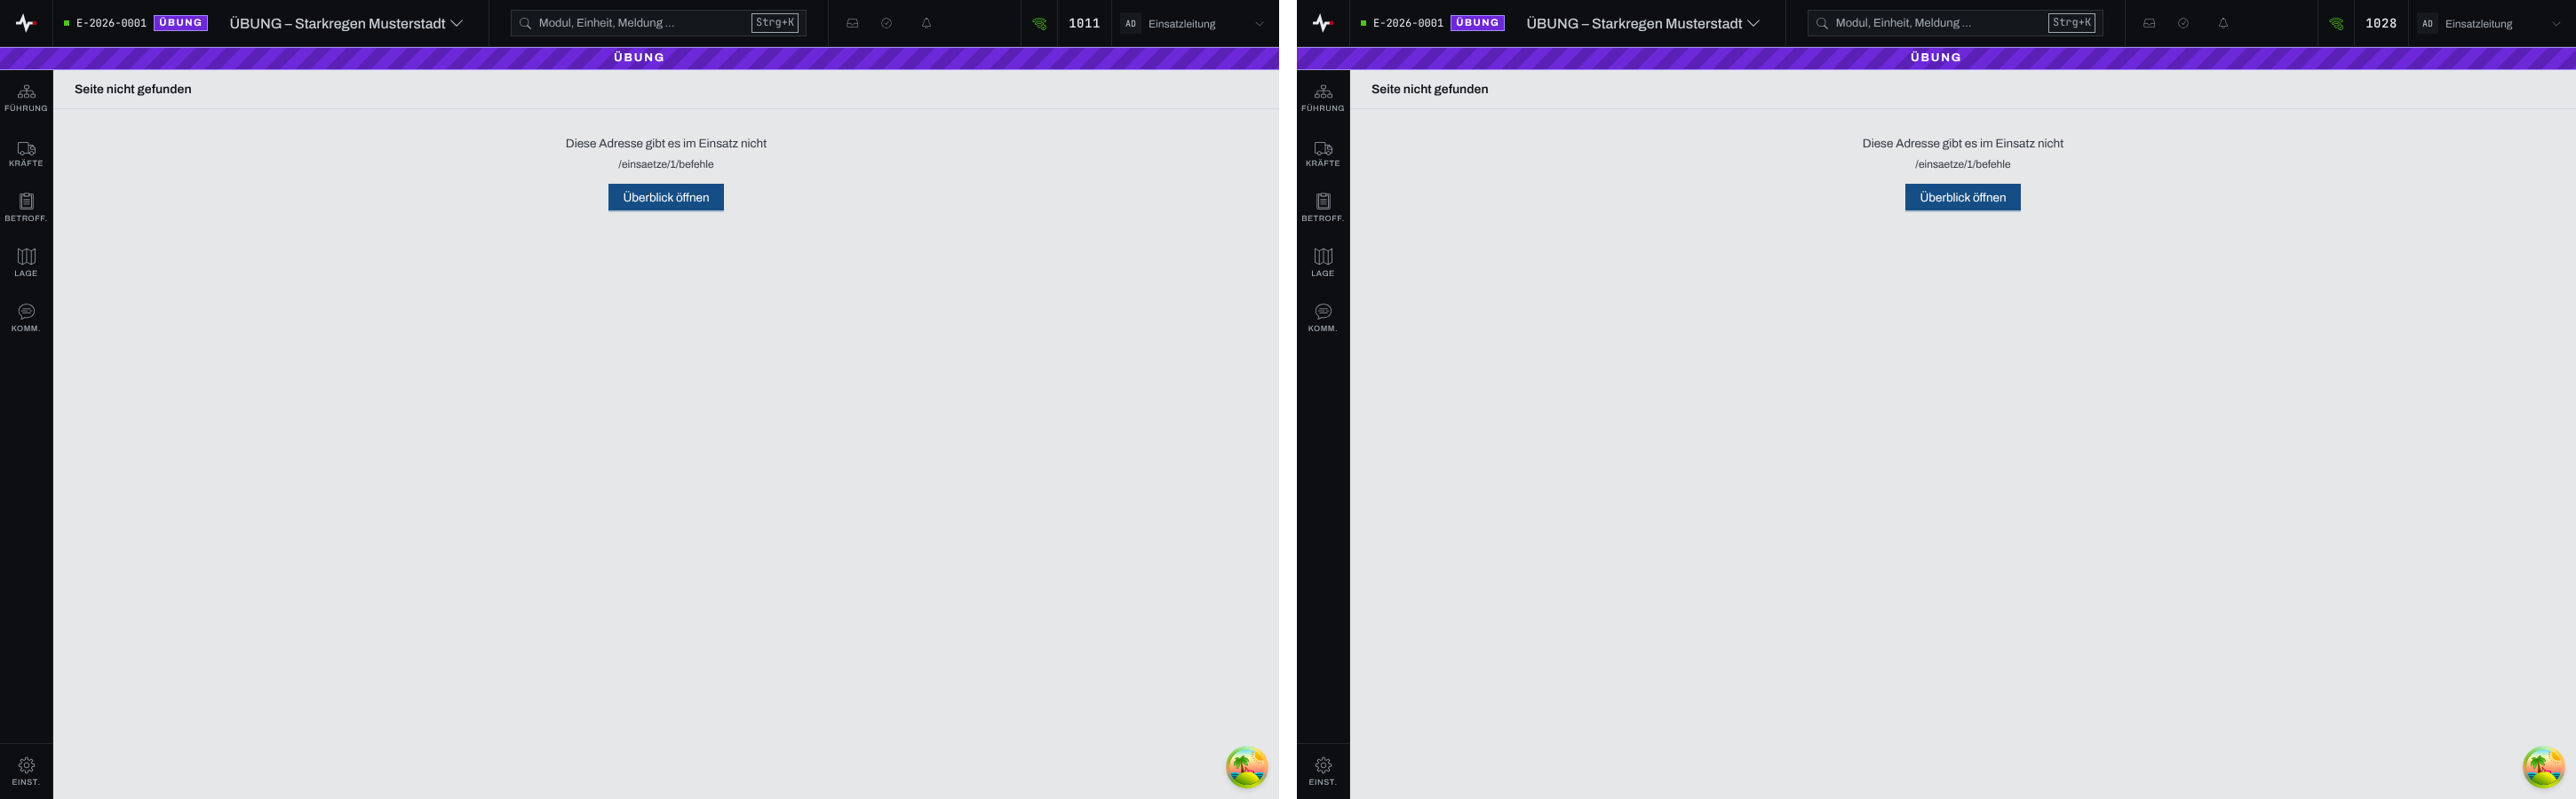 E-2026-0001 ÜBUNG ÜBUNG – Starkregen Musterstadt Modul, Einheit, Meldung ... Strg+K 1011 AD Einsatzleitung
ÜBUNG
Seite nicht gefunden
FÜHRUNG
KRÄFTE
BETROFF.
LAGE
KOMM.
EINST.
Diese Adresse gibt es im Einsatz nicht
/einsaetze/1/befehle
Überblick öffnen
E-2026-0001 ÜBUNG ÜBUNG – Starkregen Musterstadt Modul, Einheit, Meldung ... Strg+K 1028 AD Einsatzleitung
ÜBUNG
Seite nicht gefunden
FÜHRUNG
KRÄFTE
BETROFF.
LAGE
KOMM.
EINST.
Diese Adresse gibt es im Einsatz nicht
/einsaetze/1/befehle
Überblick öffnen